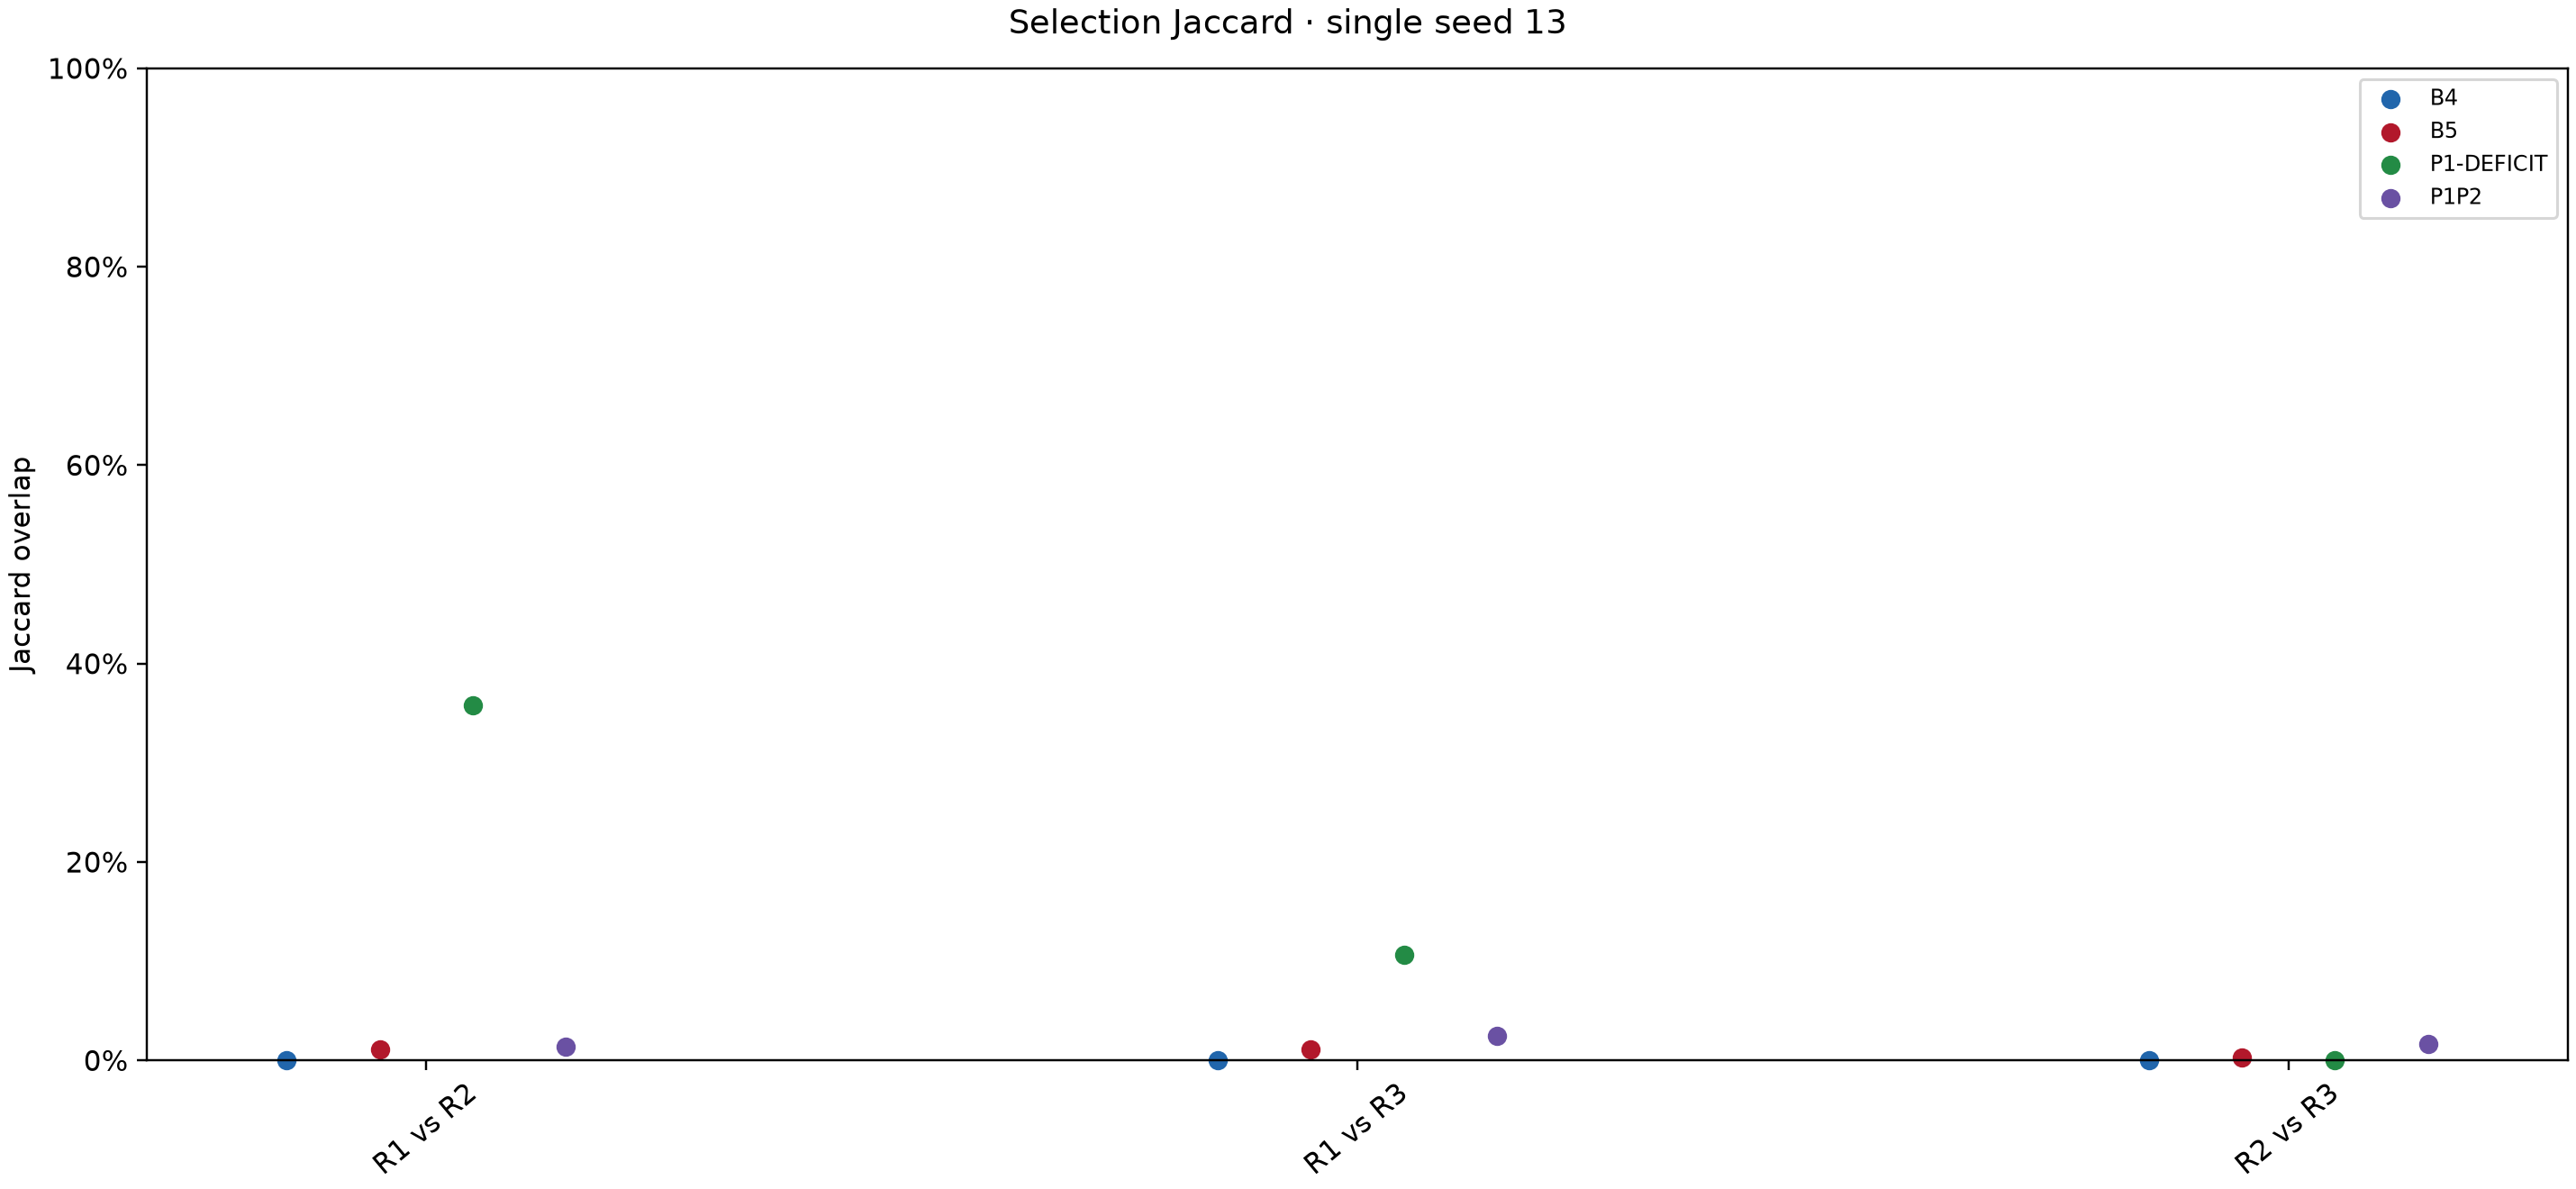 Selection Jaccard · single seed 13
100%
80%
60%
40%
20%
0%
Jaccard overlap
B4
B5
P1-DEFICIT
P1P2
R1 vs R2
R1 vs R3
R2 vs R3